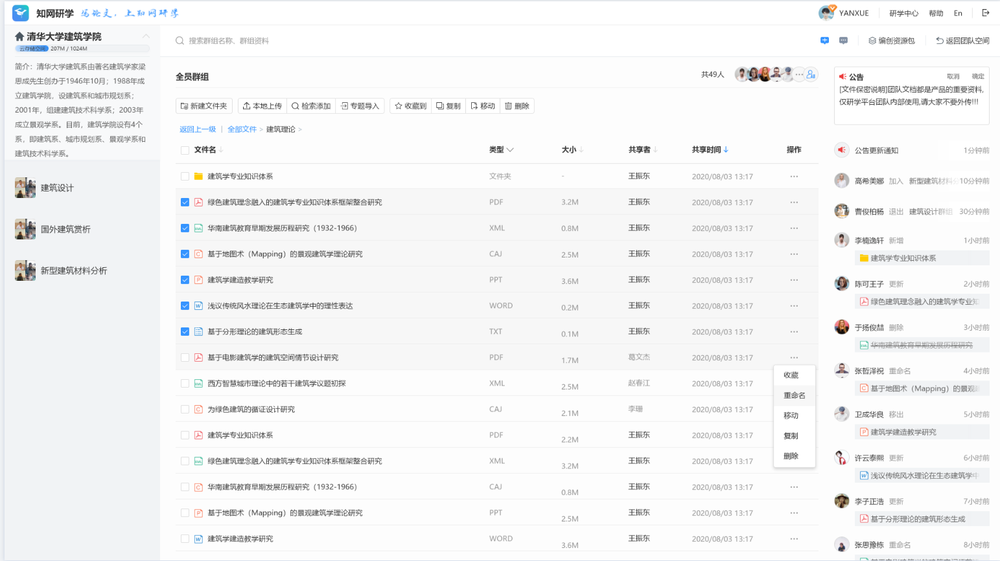 知网研学 写论文，上知网研学
YANXUE 研学中心 帮助 En
清华大学建筑学院
云存储空间: 207M / 1024M
简介：清华大学建筑系由著名建筑学家梁
思成先生创办于1946年10月；1988年成
立建筑学院，设建筑系和城市规划系；
2001年，组建建筑技术科学系；2003年
成立景观学系。目前，建筑学院设有4个
系，即建筑系、城市规划系、景观学系和
建筑技术科学系。
建筑设计
国外建筑赏析
新型建筑材料分析
搜索群组名称、群组资料
编创资源包 返回团队空间
全员群组 共49人 All
新建文件夹 本地上传 检索添加 专题导入 收藏到 复制 移动 删除
返回上一级 | 全部文件 > 建筑理论 >
文件名 类型 大小 共享者 共享时间 操作
建筑学专业知识体系 文件夹 - 王振东 2020/08/03 13:17 ···
绿色建筑理念融入的建筑学专业知识体系框架整合研究 PDF 3.2M 王振东 2020/08/03 13:17 ···
华南建筑教育早期发展历程研究（1932-1966） XML 0.8M 王振东 2020/08/03 13:17 ···
基于地图术（Mapping）的景观建筑学理论研究 CAJ 2.5M 王振东 2020/08/03 13:17 ···
建筑学建造教学研究 PPT 3.6M 王振东 2020/08/03 13:17 ···
浅议传统风水理论在生态建筑学中的理性表达 WORD 0.2M 王振东 2020/08/03 13:17 ···
基于分形理论的建筑形态生成 TXT 0.1M 王振东 2020/08/03 13:17 ···
基于电影建筑学的建筑空间情节设计研究 PDF 1.7M 葛文杰 2020/08/03 13:17 ···
西方智慧城市理论中的若干建筑学议题初探 XML 2.5M 赵春江 2020/08/03 13:17
为绿色建筑的循证设计研究 CAJ 2.1M 李珊 2020/08/03 13:17
建筑学专业知识体系 PDF 2.2M 王振东 2020/08/03 13:17
绿色建筑理念融入的建筑学专业知识体系框架整合研究 XML 3.2M 王振东 2020/08/03 13:17
华南建筑教育早期发展历程研究（1932-1966） CAJ 0.8M 王振东 2020/08/03 13:17 ···
基于地图术（Mapping）的景观建筑学理论研究 PPT 2.5M 王振东 2020/08/03 13:17 ···
建筑学建造教学研究 WORD 3.6M 王振东 2020/08/03 13:17 ···
收藏
重命名
移动
复制
删除
公告 取消 确定
[文件保密说明]团队文档都是产品的重要资料,
仅研学平台团队内部使用,请大家不要外传!!!
公告更新通知 1分钟前
高希美娜 加入 新型建筑材料分 10分钟前
曹俊柏杨 退出 建筑设计群组 30分钟前
李楠逸轩 新增 1小时前
建筑学专业知识体系
陈可王子 更新 2小时前
绿色建筑理念融入的建筑学专业知
于扬俊喆 删除 3小时前
华南建筑教育早期发展历程研究
张哲泽祝 重命名 4小时前
基于地图术（Mapping）的景观建
卫成华良 移出 5小时前
建筑学建造教学研究
许云泰熙 更新 6小时前
浅议传统风水理论在生态建筑学中
李子正浩 更新 7小时前
基于分形理论的建筑形态生成
张思豫栋 重命名 8小时前